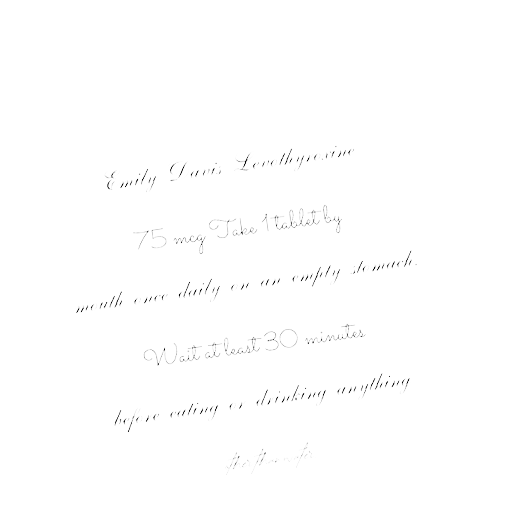 Emily Davis Levothyroxine
75 mcg Take 1 tablet by
mouth once daily on an empty stomach.
Wait at least 30 minutes
before eating or drinking anything